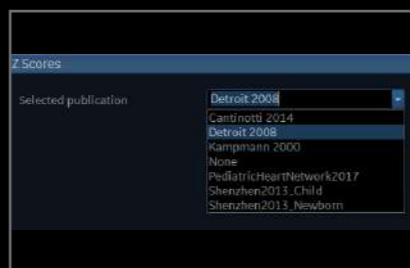 Z Scores
Selected publication
Detroit 2008
Cantinotti 2014
Detroit 2008
Kampmann 2000
None
PediatricHeartNetwork2017
Shenzhen2013_Child
Shenzhen2013_Newborn